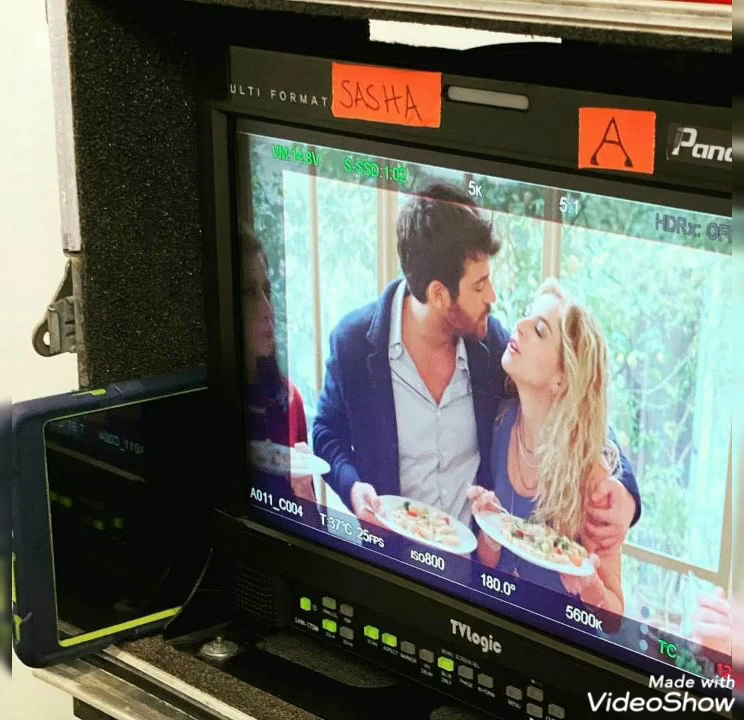 ULTI FORMAT
SASHA
A
Pana
VM:14.8V
S-SSD:1:02
5K
5:1
HDRx: OF
A011_C004
T:37°C
25FPS
ISO800
180.0°
5600K
TC
TVLogic
Made with
VideoShow